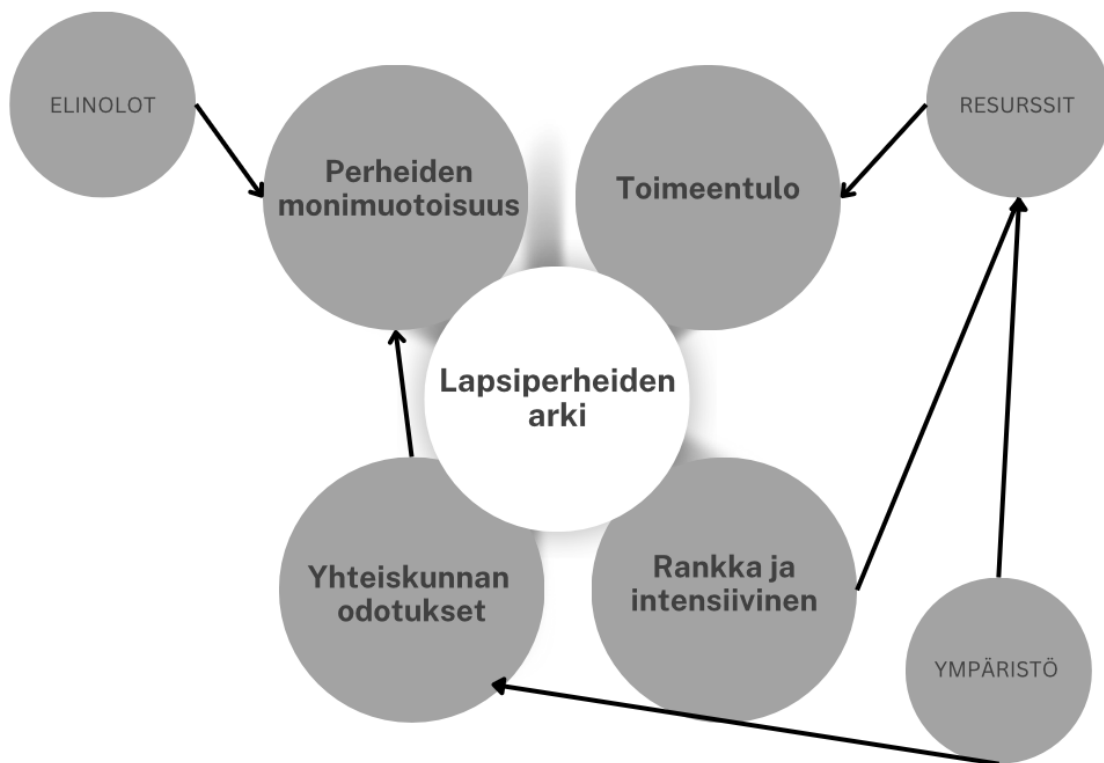 ELINOLOT
Perheiden
monimuotoisuus
Toimeentulo
RESURSSIT
Lapsiperheiden
arki
Yhteiskunnan
odotukset
Rankka ja
intensiivinen
YMPÄRISTÖ